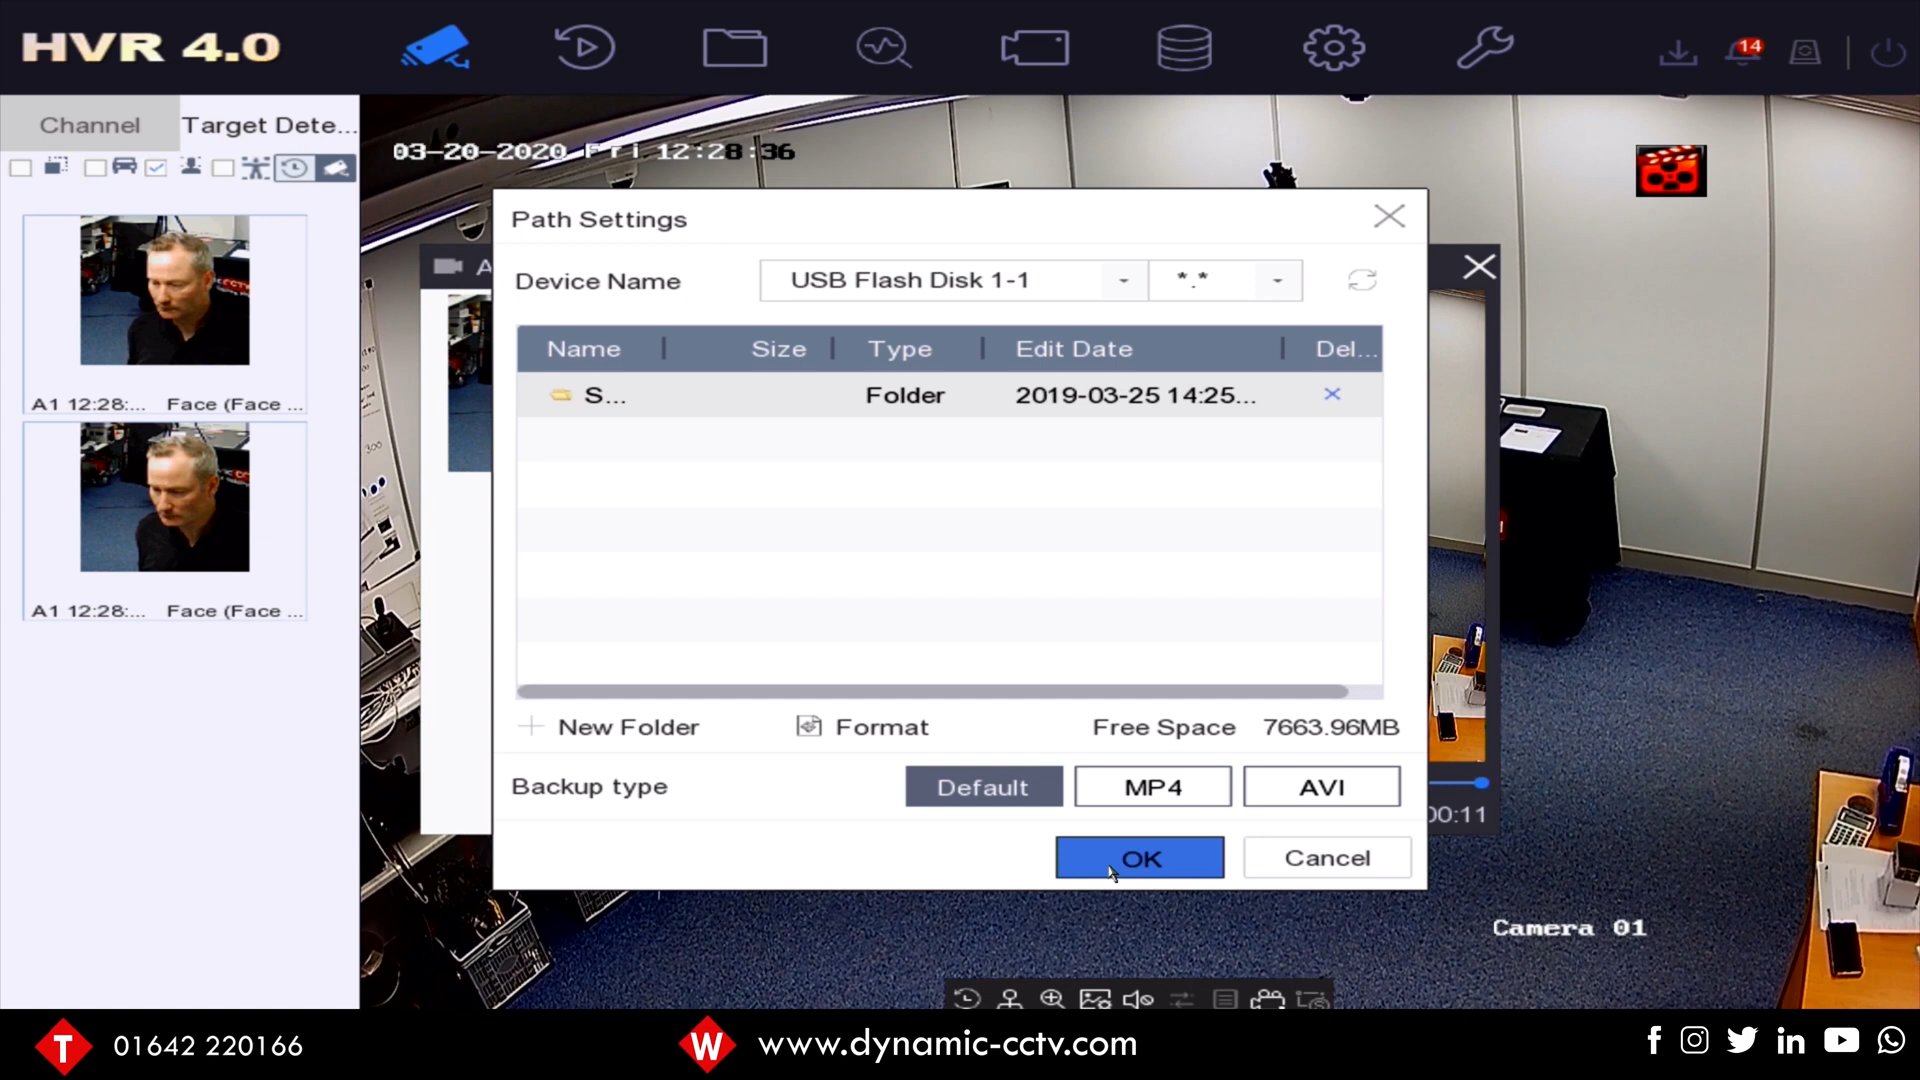 HVR 4.0
14
Channel
Target Dete...
03-20-2020 Fri 12:28:36
A1 12:28:...
Face (Face ...
A1 12:28:...
Face (Face ...
Path Settings
A
Device Name
USB Flash Disk 1-1
*.*
Name
Size
Type
Edit Date
Del...
S...
Folder
2019-03-25 14:25...
New Folder
Format
Free Space 7663.96MB
Backup type
Default
MP4
AVI
00:11
OK
Cancel
Camera 01
T
01642 220166
W
www.dynamic-cctv.com